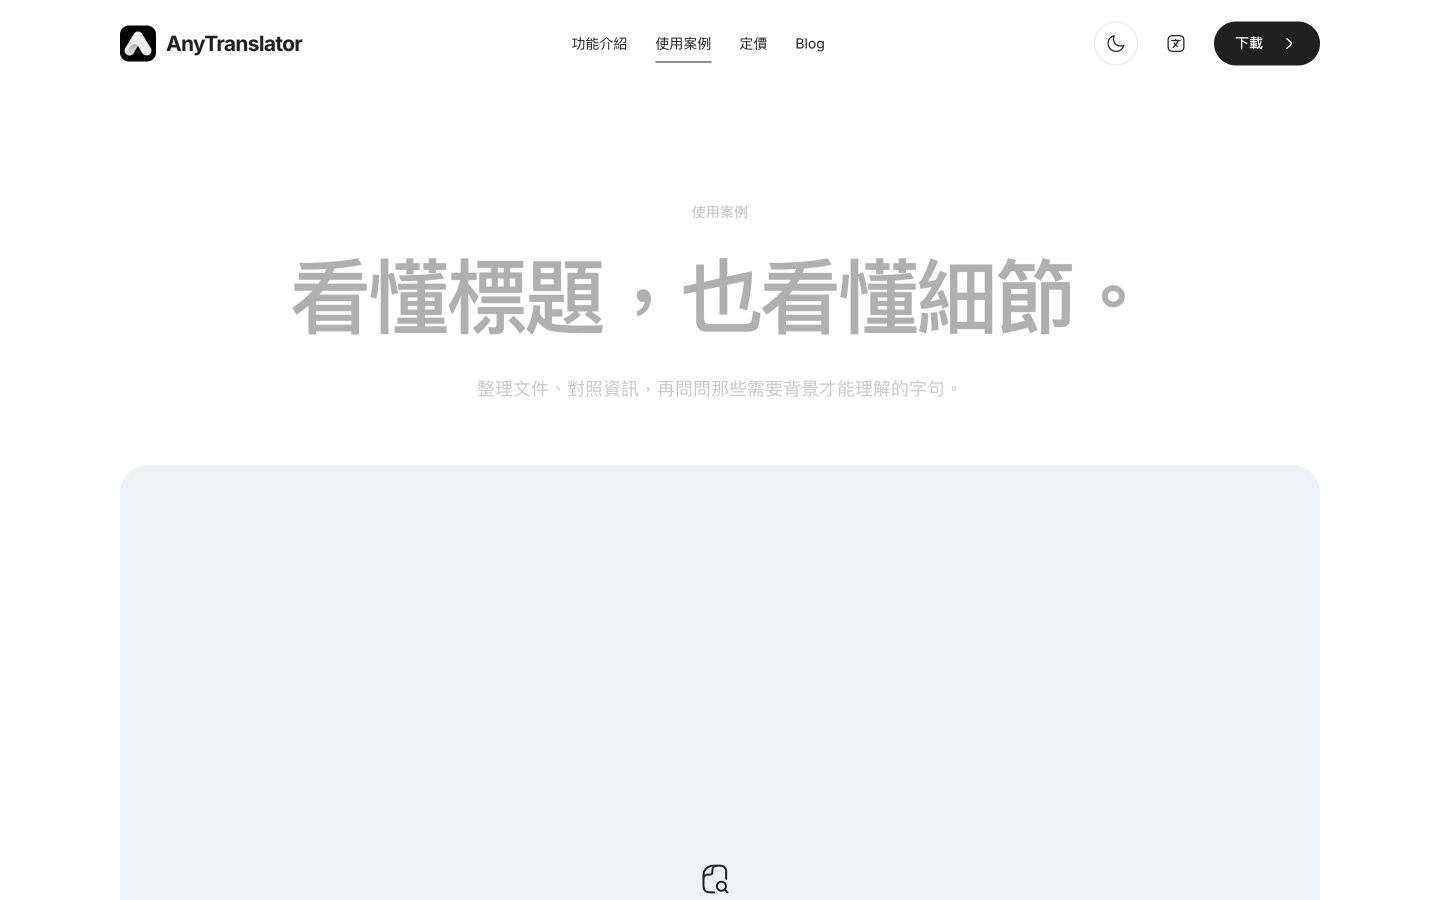 AnyTranslator
功能介紹
使用案例
定價
Blog
下載
使用案例
看懂標題，也看懂細節。
整理文件、對照資訊，再問問那些需要背景才能理解的字句。